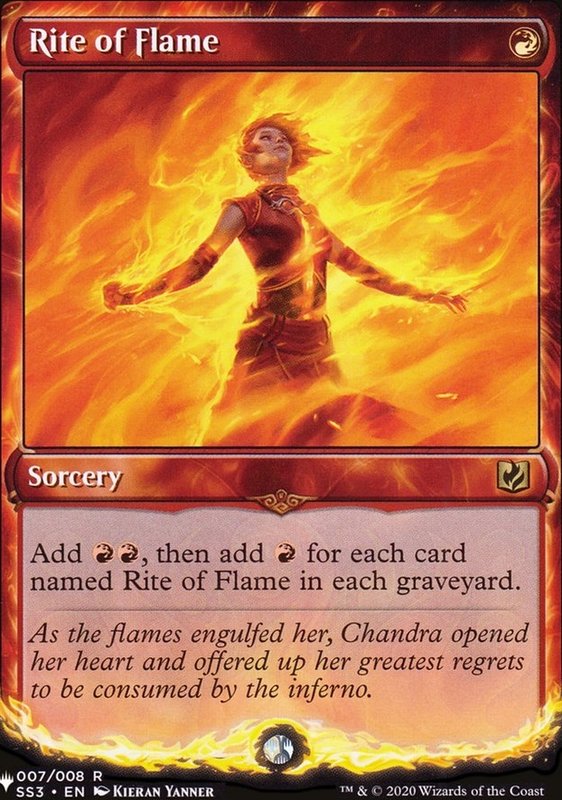 Rite of Flame
Sorcery
Add, then add for each card
named Rite of Flame in each graveyard.
As the flames engulfed her, Chandra opened
her heart and offered up her greatest regrets
to be consumed by the inferno.
007/008 R
SS3 • EN KIERAN YANNER
™ & © 2020 Wizards of the Coast